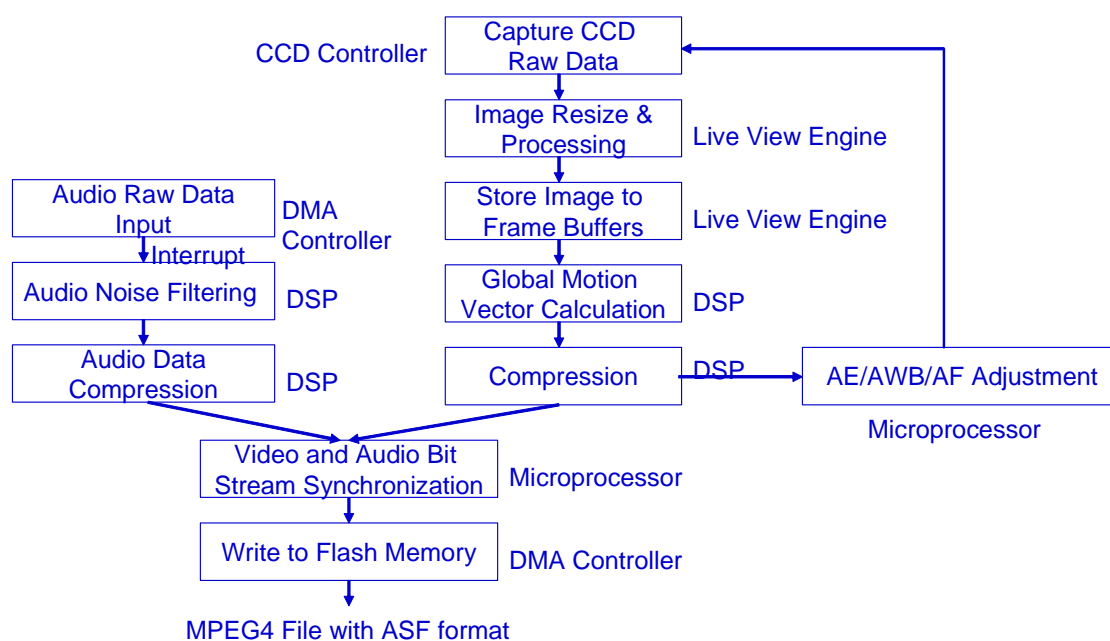 CCD Controller
Capture CCD
Raw Data
Image Resize &
Processing
Live View Engine
Store Image to
Frame Buffers
Live View Engine
Audio Raw Data
Input
DMA
Controller
Interrupt
Audio Noise Filtering
DSP
Global Motion
Vector Calculation
DSP
Audio Data
Compression
DSP
Compression
DSP
AE/AWB/AF Adjustment
Microprocessor
Video and Audio Bit
Stream Synchronization
Microprocessor
Write to Flash Memory
DMA Controller
MPEG4 File with ASF format